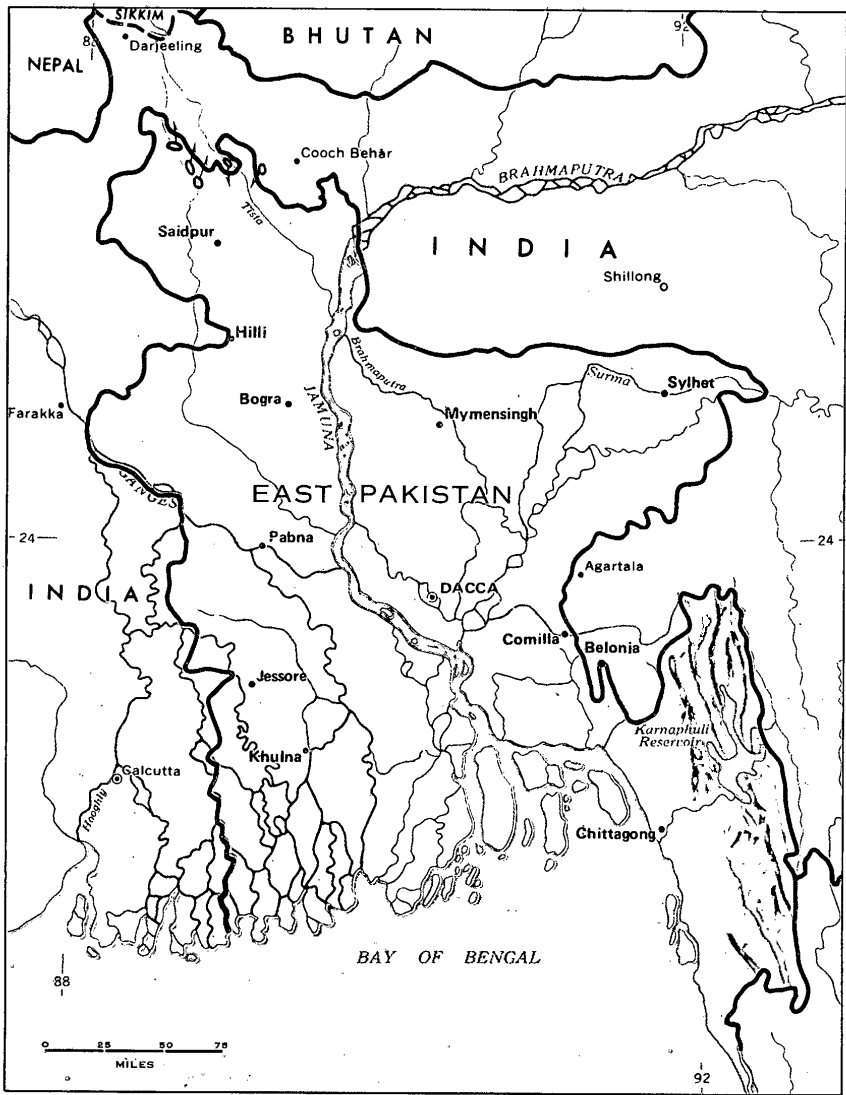 SIKKIM
88
Darjeeling
BHUTAN
92
NEPAL
Cooch Behar
BRAHMAPUTRA
Tista
Saidpur
INDIA
Shillong
Hilli
Brahmaputra
Surma
Sylhet
Farakka
Bogra
JAMUNA
Mymensingh
GANGES
EAST PAKISTAN
24
Pabna
24
INDIA
DACCA
Agartala
Comilla
Belonia
Jessore
Karnaphuli
Reservoir
Khulna
Calcutta
Hooghly
Chittagong
BAY OF BENGAL
88
0 25 50 75
MILES
92